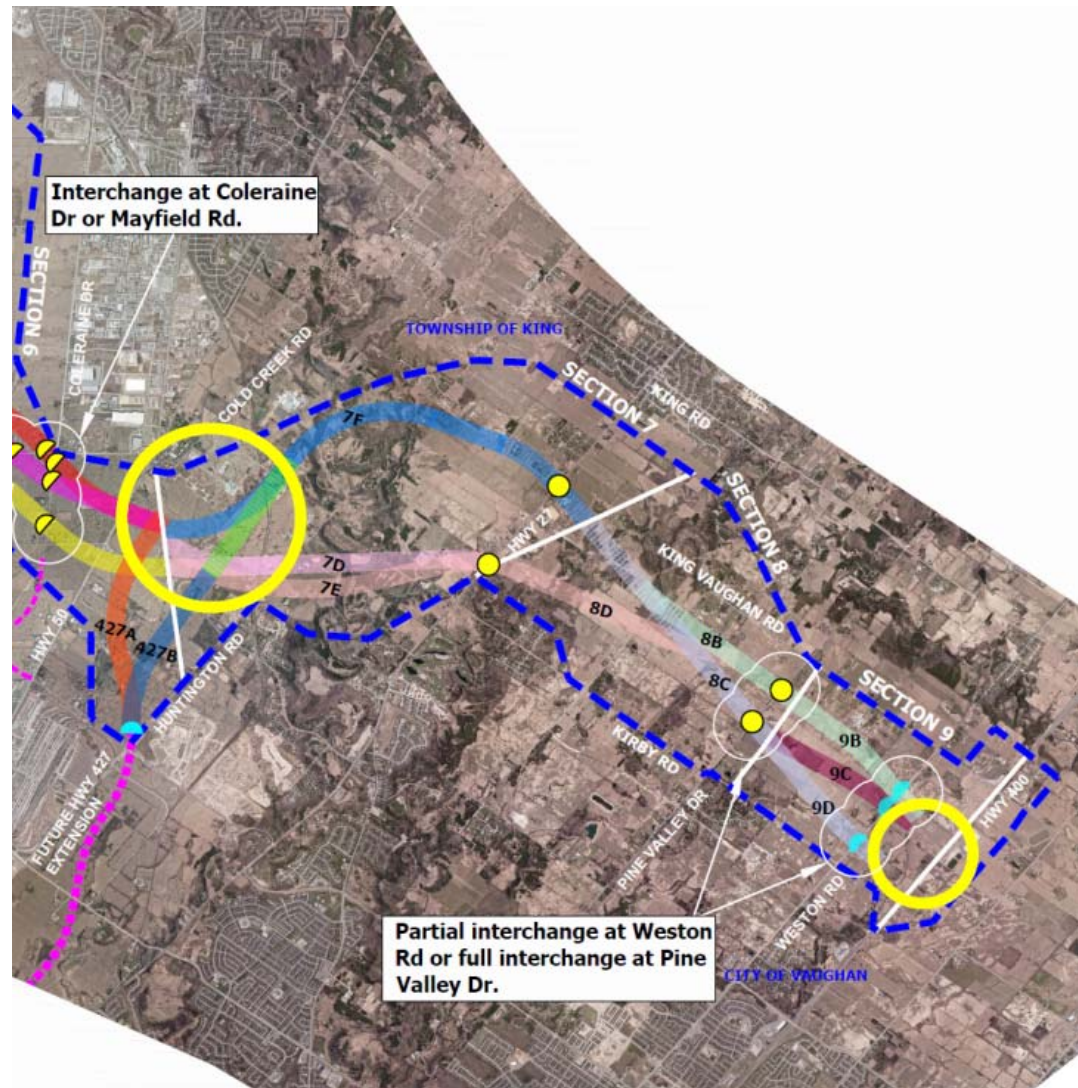 Interchange at Coleraine
Dr or Mayfield Rd.
SECTION 6
COLERAINE DR
COLD CREEK RD
TOWNSHIP OF KING
SECTION 7
KING RD
7F
HWY 27
SECTION 8
KING VAUGHAN RD
7D
7E
8D
8B
8C
HWY 50
427A
427B
HUNTINGTON RD
KIRBY RD
SECTION 9
9B
9C
9D
HWY 400
FUTURE HWY 427
EXTENSION
PINE VALLEY DR
WESTON RD
Partial interchange at Weston
Rd or full interchange at Pine
Valley Dr.
CITY OF VAUGHAN